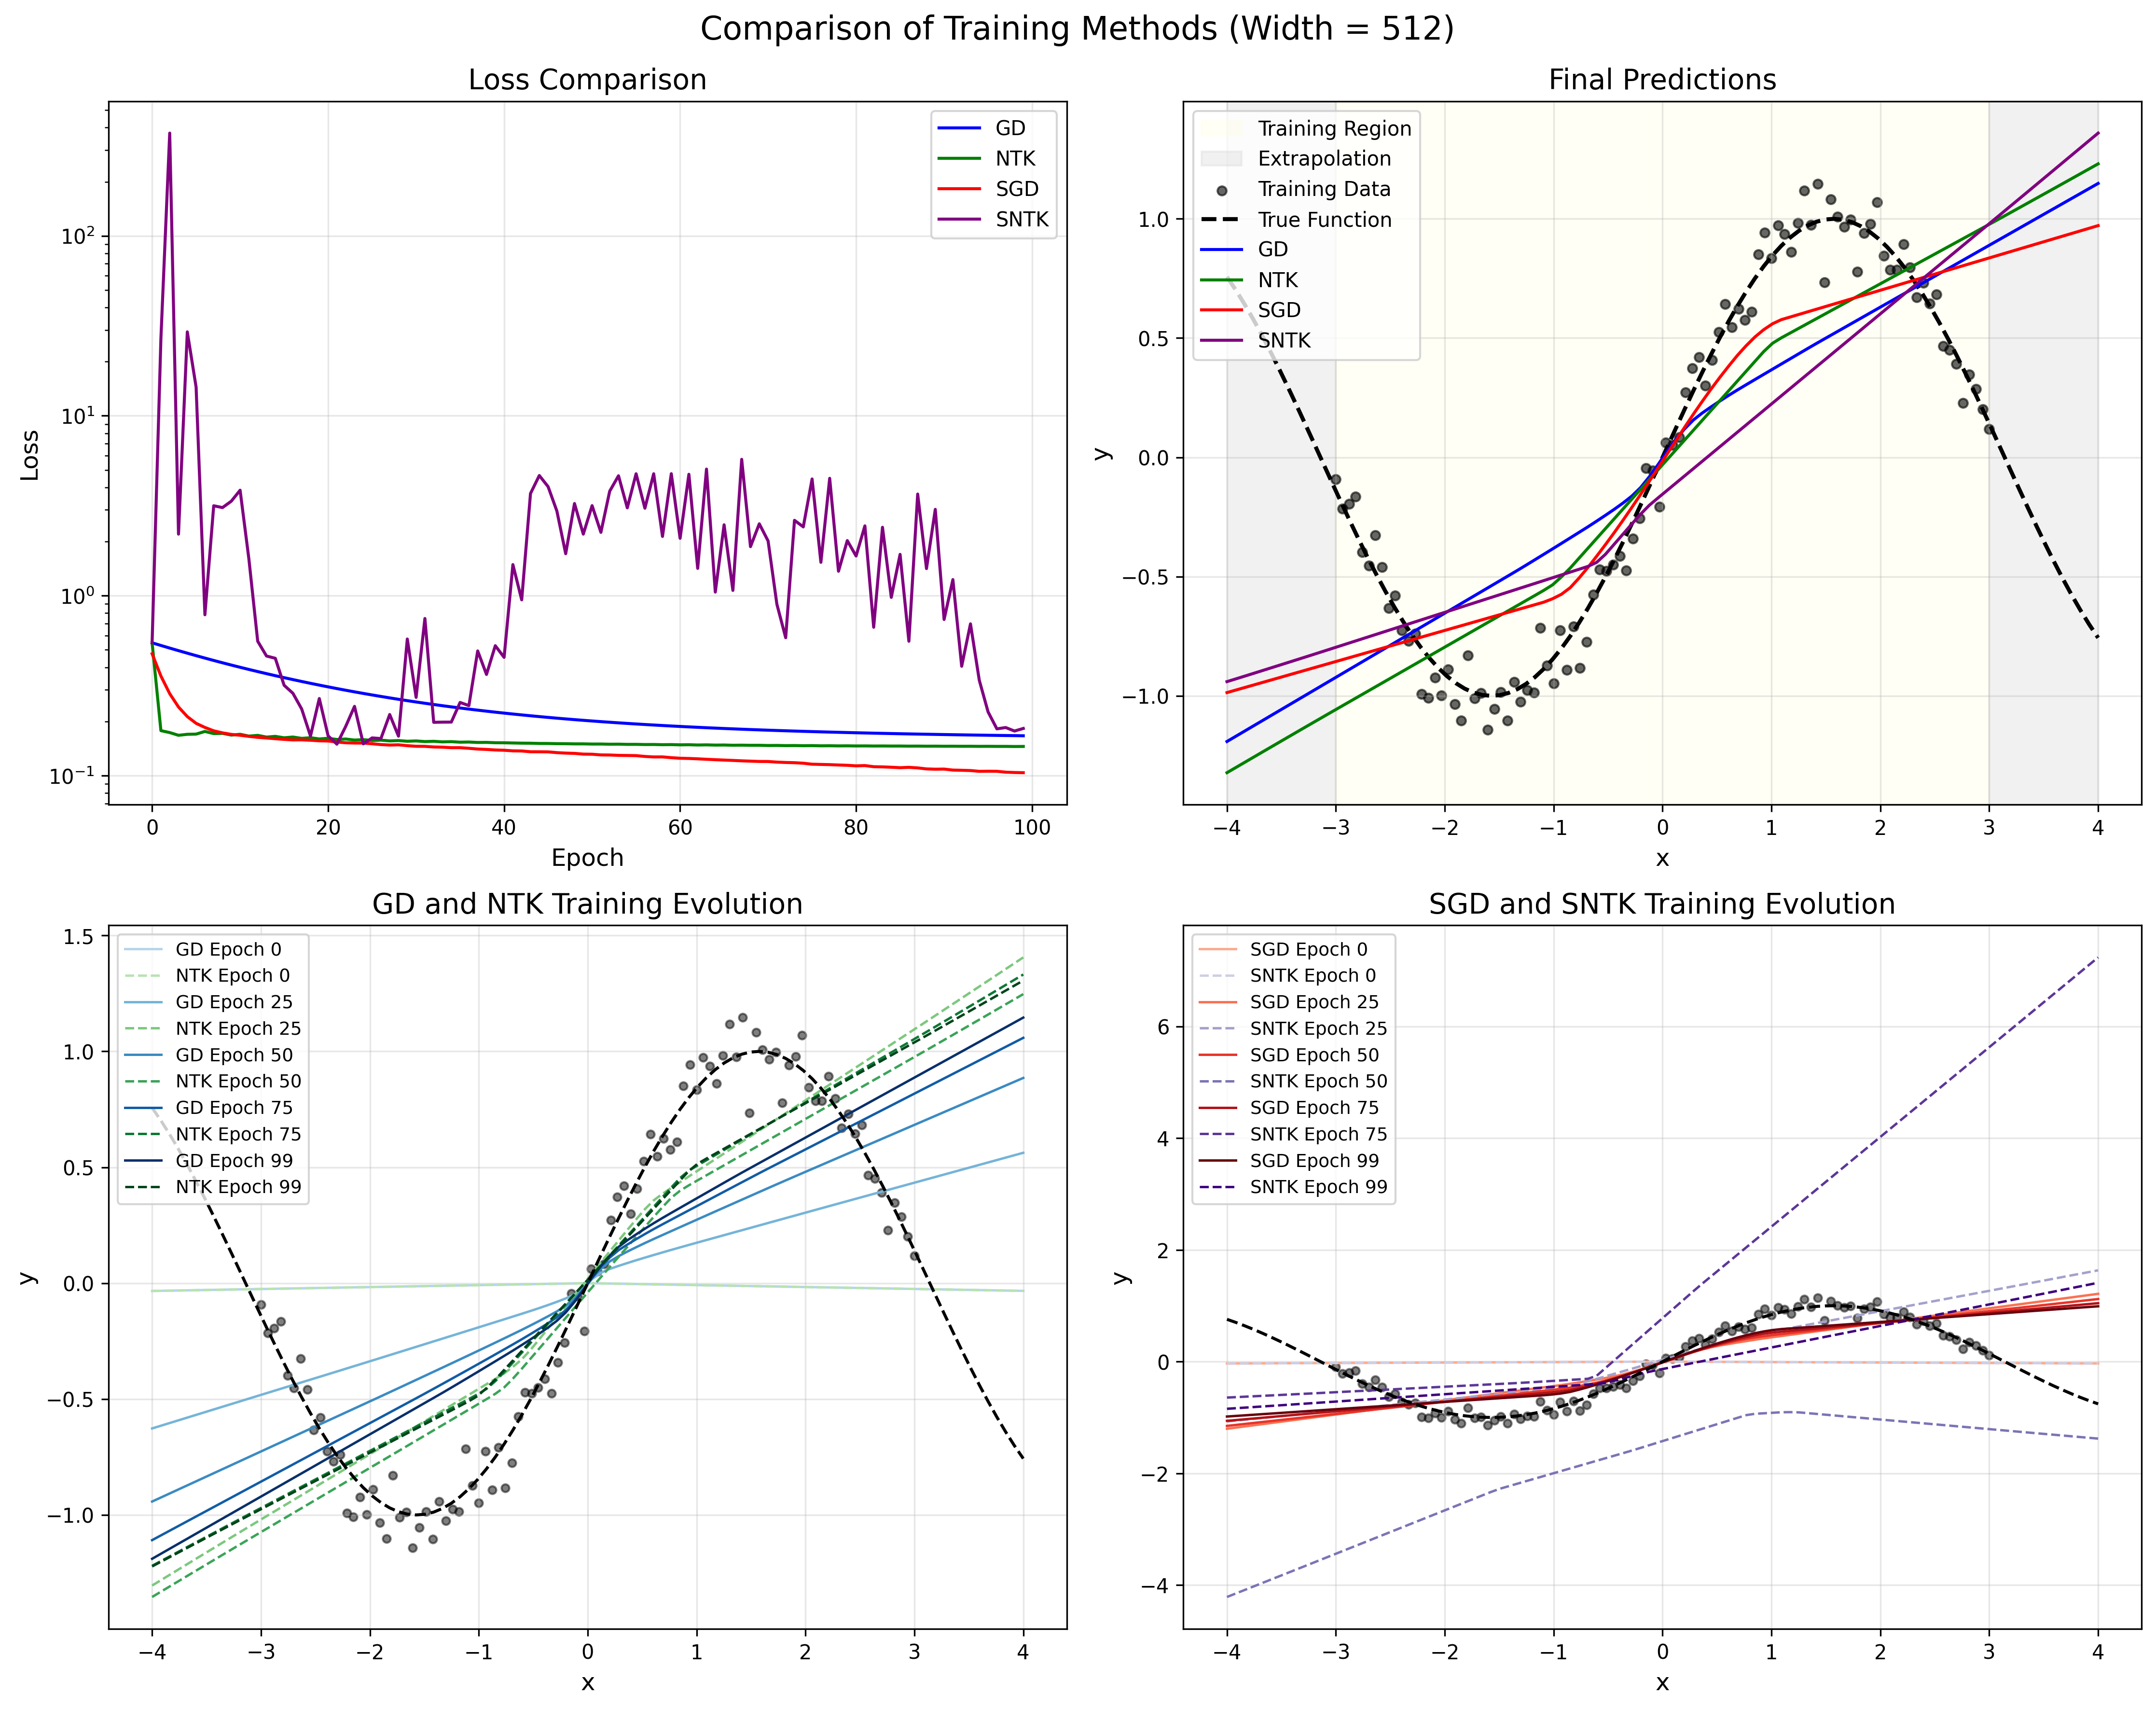 Comparison of Training Methods (Width = 512)
Loss Comparison
GD
NTK
SGD
SNTK
Loss
10²
10¹
10⁰
10⁻¹
0 20 40 60 80 100
Epoch
Final Predictions
Training Region
Extrapolation
Training Data
True Function
GD
NTK
SGD
SNTK
y
1.0
0.5
0.0
−0.5
−1.0
−4 −3 −2 −1 0 1 2 3 4
x
GD and NTK Training Evolution
GD Epoch 0
NTK Epoch 0
GD Epoch 25
NTK Epoch 25
GD Epoch 50
NTK Epoch 50
GD Epoch 75
NTK Epoch 75
GD Epoch 99
NTK Epoch 99
y
1.5
1.0
0.5
0.0
−0.5
−1.0
−4 −3 −2 −1 0 1 2 3 4
x
SGD and SNTK Training Evolution
SGD Epoch 0
SNTK Epoch 0
SGD Epoch 25
SNTK Epoch 25
SGD Epoch 50
SNTK Epoch 50
SGD Epoch 75
SNTK Epoch 75
SGD Epoch 99
SNTK Epoch 99
y
6
4
2
0
−2
−4
−4 −3 −2 −1 0 1 2 3 4
x